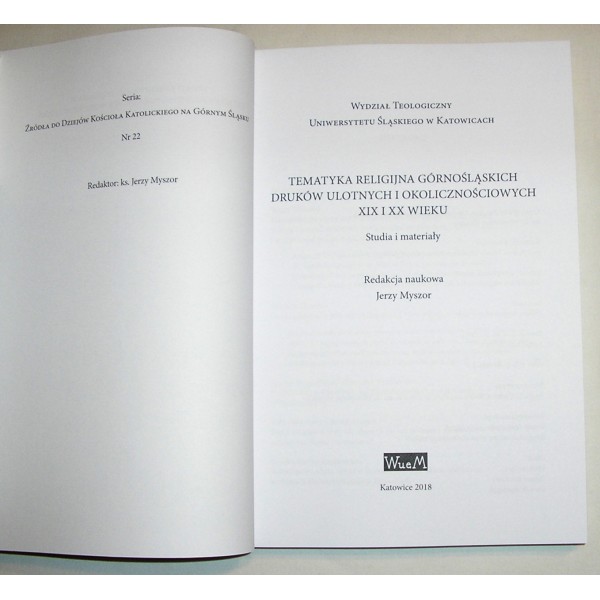 Seria:
Źródła do Dziejów Kościoła Katolickiego na Górnym Śląsku
Nr 22
Redaktor: ks. Jerzy Myszor
Wydział Teologiczny
Uniwersytetu Śląskiego w Katowicach
TEMATYKA RELIGIJNA GÓRNOŚLĄSKICH
DRUKÓW ULOTNYCH I OKOLICZNOŚCIOWYCH
XIX I XX WIEKU
Studia i materiały
Redakcja naukowa
Jerzy Myszor
WueM
Katowice 2018